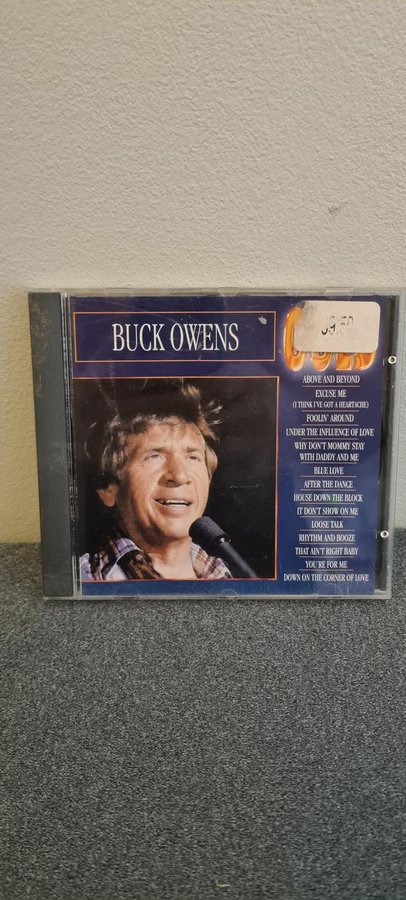 BUCK OWENS
GOLD
ABOVE AND BEYOND
EXCUSE ME
(I THINK I'VE GOT A HEARTACHE)
FOOLIN' AROUND
UNDER THE INFLUENCE OF LOVE
WHY DON'T MOMMY STAY
WITH DADDY AND ME
BLUE LOVE
AFTER THE DANCE
HOUSE DOWN THE BLOCK
IT DON'T SHOW ON ME
LOOSE TALK
RHYTHM AND BOOZE
THAT AIN'T RIGHT BABY
YOU'RE FOR ME
DOWN ON THE CORNER OF LOVE